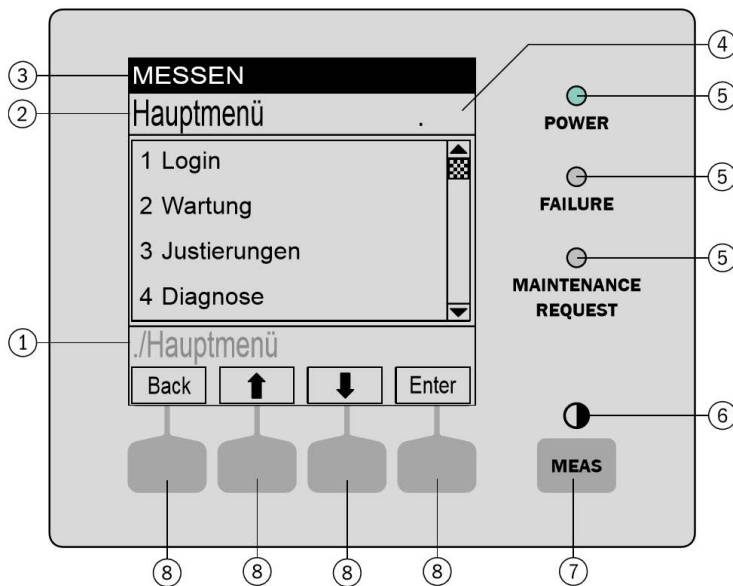 MESSEN
Hauptmenü .
1 Login
2 Wartung
3 Justierungen
4 Diagnose
./Hauptmenü
Back
Enter
POWER
FAILURE
MAINTENANCE
REQUEST
MEAS
3
2
1
4
5
5
5
6
8
8
8
8
7